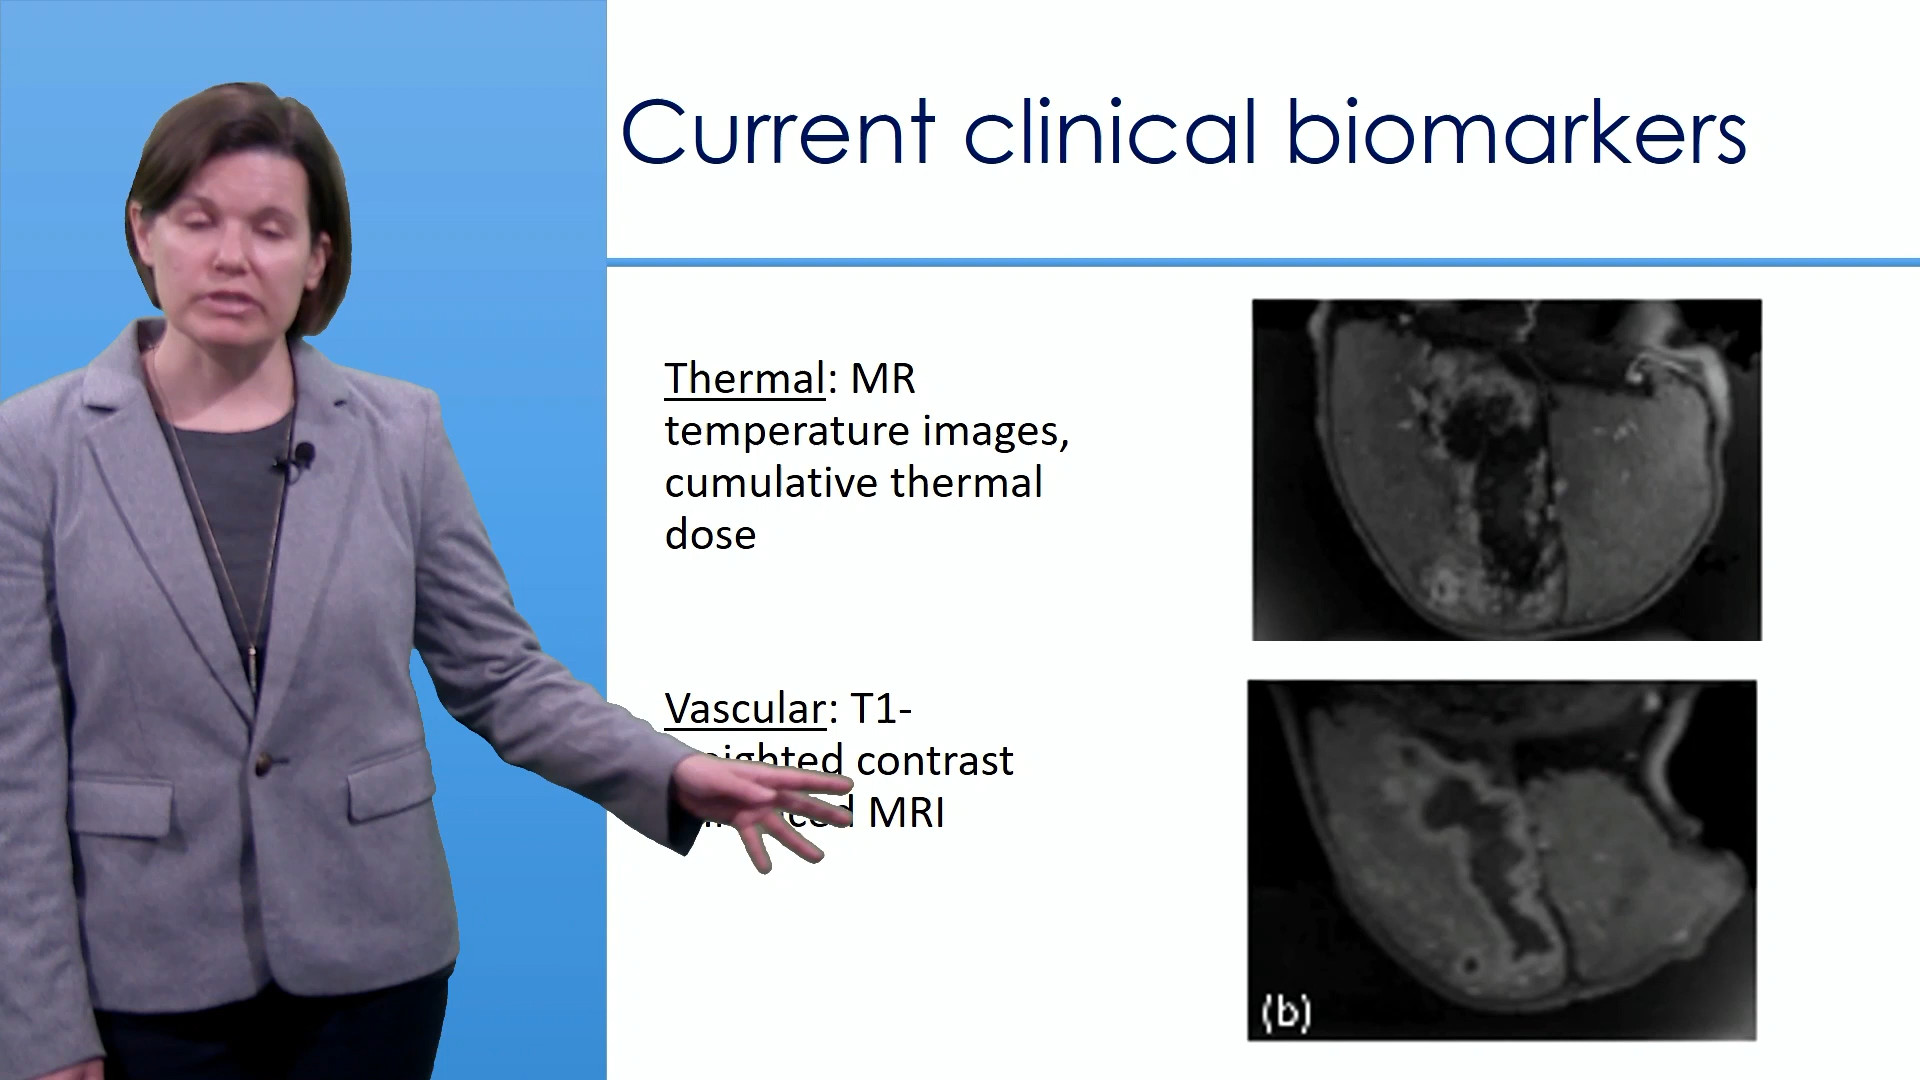 Current clinical biomarkers
Thermal: MR
temperature images,
cumulative thermal
dose
Vascular: T1-
contrast
MRI
(b)